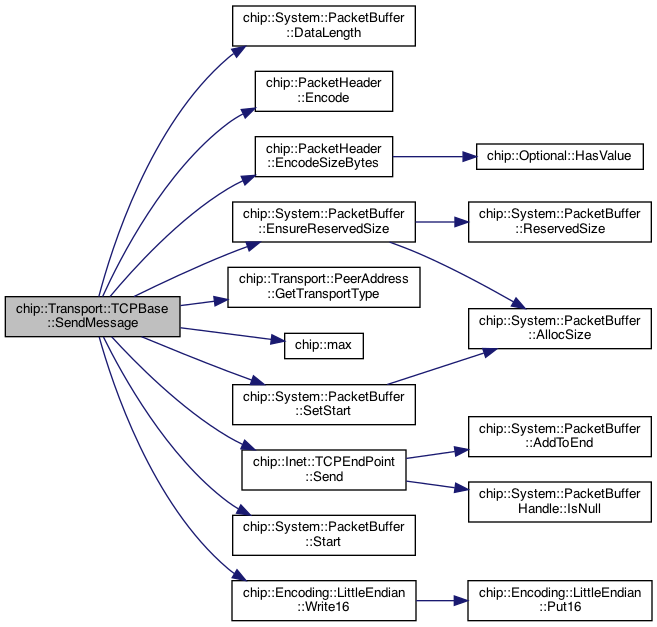 chip::System::PacketBuffer
::DataLength
chip::PacketHeader
::Encode
chip::PacketHeader
::EncodeSizeBytes
chip::Optional::HasValue
chip::System::PacketBuffer
::EnsureReservedSize
chip::System::PacketBuffer
::ReservedSize
chip::Transport::PeerAddress
::GetTransportType
chip::Transport::TCPBase
::SendMessage
chip::System::PacketBuffer
::AllocSize
chip::max
chip::System::PacketBuffer
::SetStart
chip::System::PacketBuffer
::AddToEnd
chip::Inet::TCPEndPoint
::Send
chip::System::PacketBuffer
Handle::IsNull
chip::System::PacketBuffer
::Start
chip::Encoding::LittleEndian
::Write16
chip::Encoding::LittleEndian
::Put16